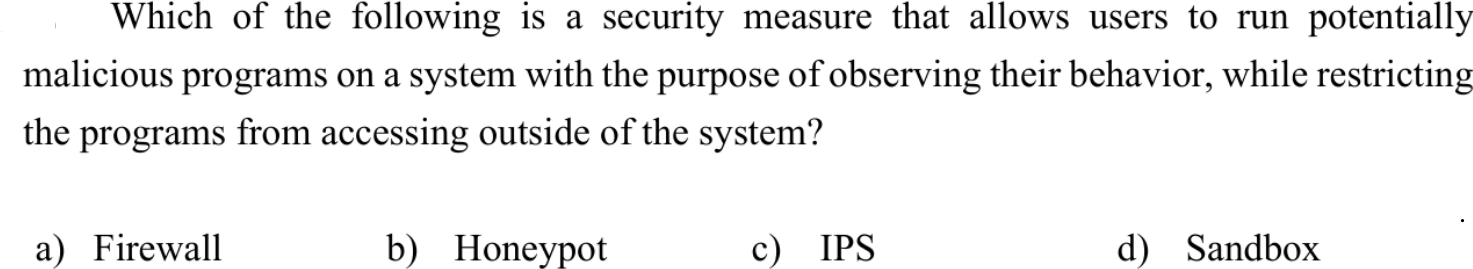 Which of the following is a security measure that allows users to run potentially
malicious programs on a system with the purpose of observing their behavior, while restricting
the programs from accessing outside of the system?
a) Firewall b) Honeypot c) IPS d) Sandbox